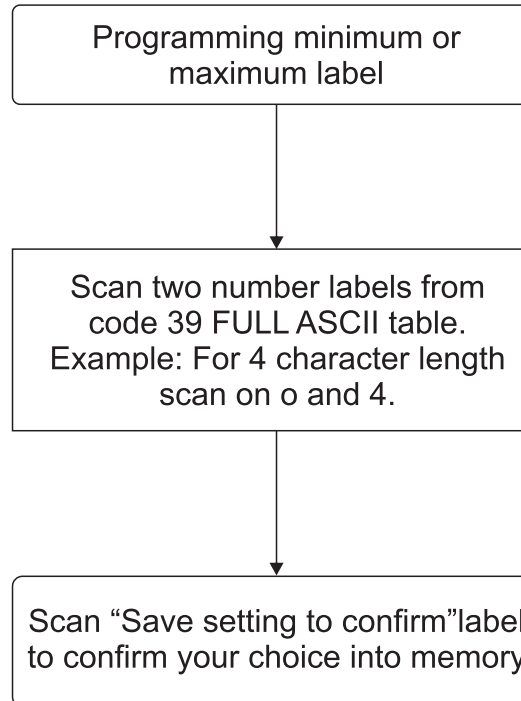 Programming minimum or
maximum label
Scan two number labels from
code 39 FULL ASCII table.
Example: For 4 character length
scan on o and 4.
Scan “Save setting to confirm”label
to confirm your choice into memory